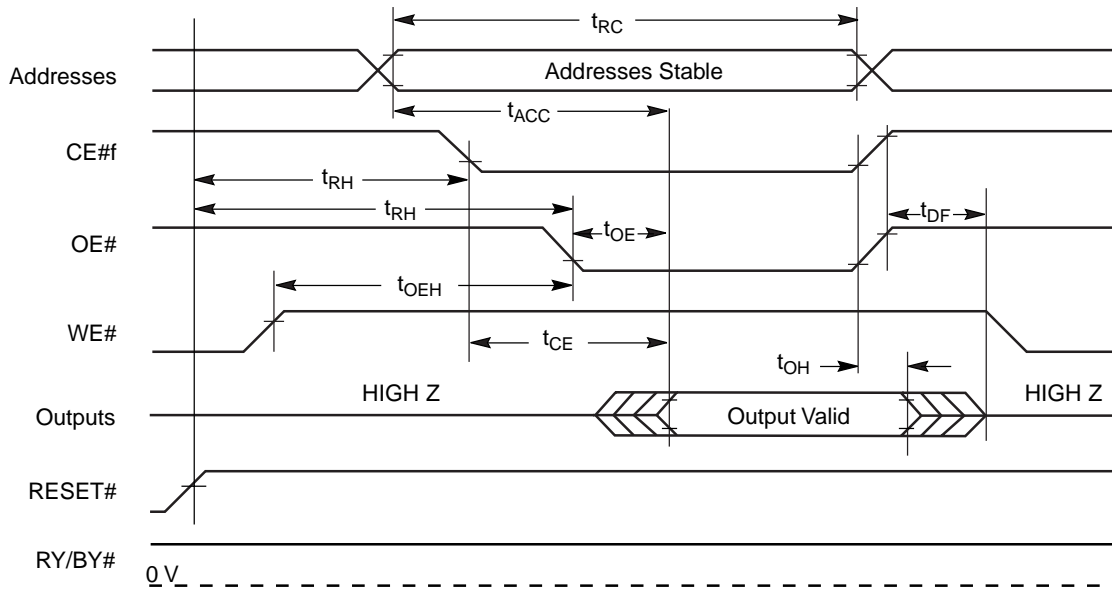 tRC
Addresses
Addresses Stable
tACC
CE#f
tRH
tRH
tDF
OE#
tOE
tOEH
WE#
tCE
tOH
HIGH Z
HIGH Z
Outputs
Output Valid
RESET#
RY/BY#
0 V